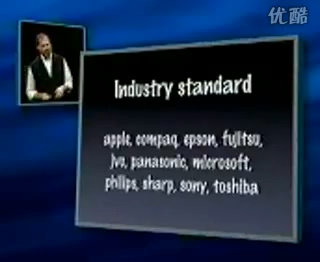 优酷
Industry standard
apple, compaq, epson, fujitsu,
jvc, panasonic, microsoft,
philips, sharp, sony, toshiba